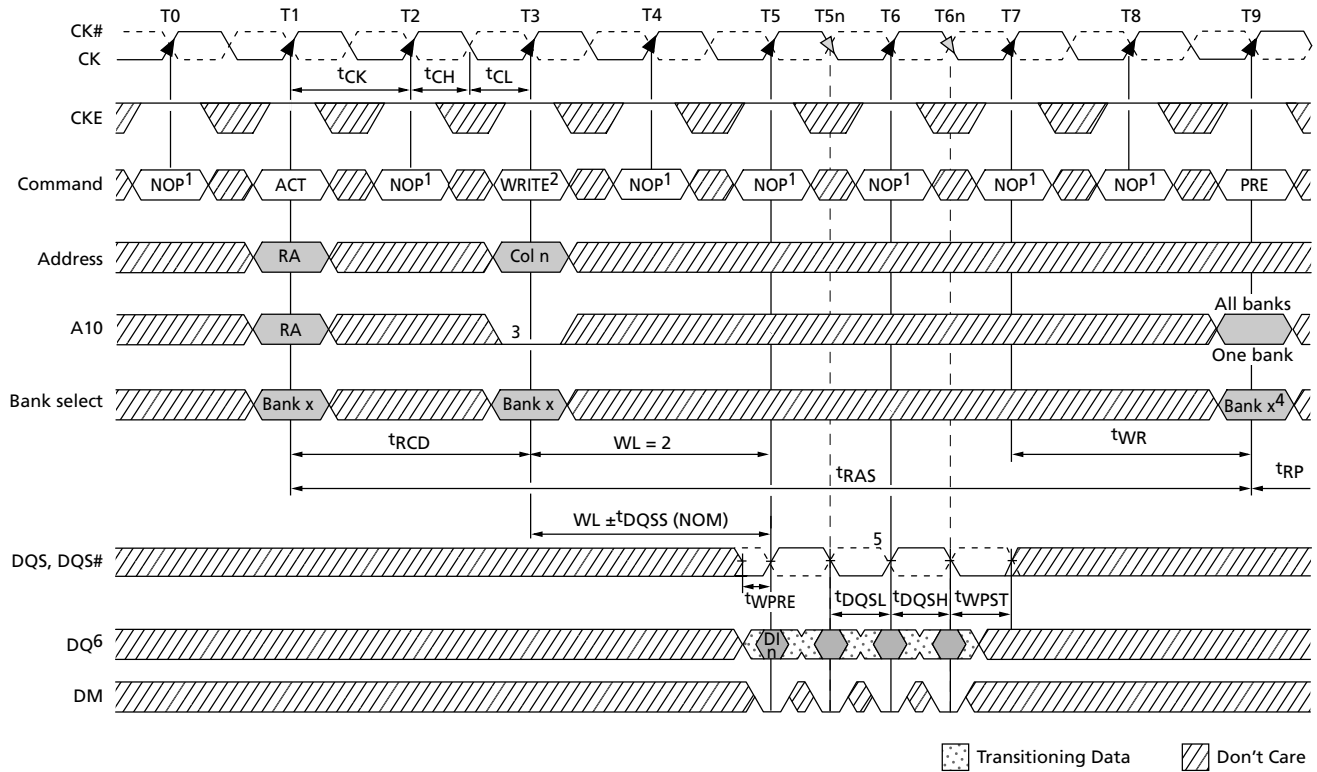 T0 T1 T2 T3 T4 T5 T5n T6 T6n T7 T8 T9
CK#
CK
tCK tCH tCL
CKE
Command NOP1 ACT NOP1 WRITE2 NOP1 NOP1 NOP1 NOP1 NOP1 PRE
Address RA Col n
All banks
A10 RA 3
One bank
Bank select Bank x Bank x Bank x4
tRCD WL = 2 tWR
tRAS tRP
WL ±tDQSS (NOM)
5
DQS, DQS#
tWPRE tDQSL tDQSH tWPST
DQ6 DI
n
DM
Transitioning Data Don't Care